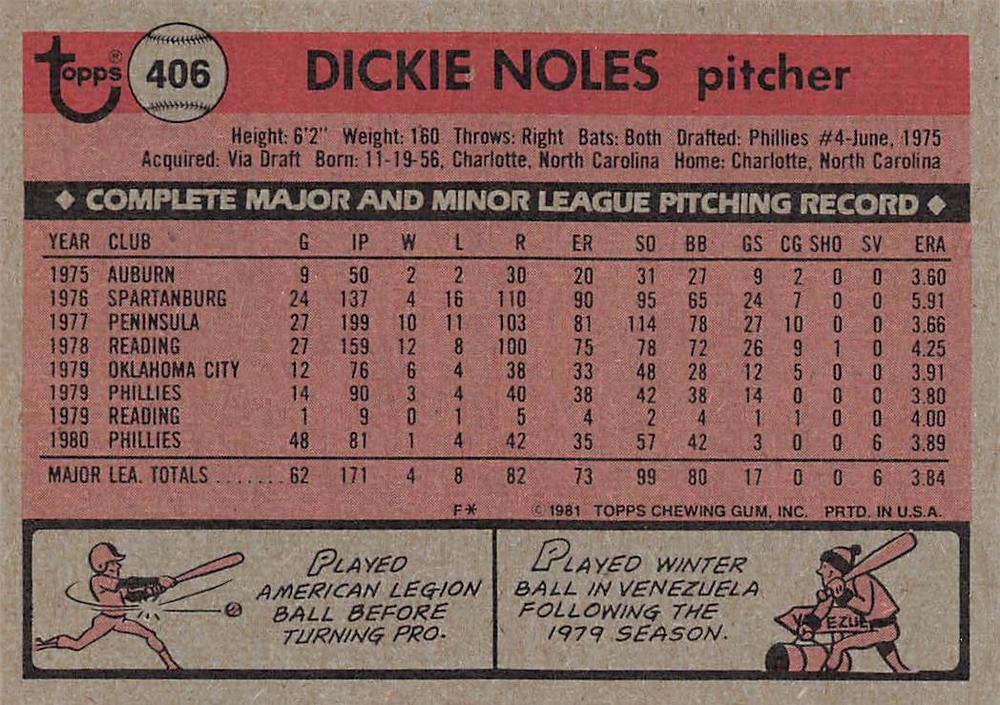 topps® 406 DICKIE NOLES pitcher
Height: 6'2" Weight: 160 Throws: Right Bats: Both Drafted: Phillies #4-June, 1975
Acquired: Via Draft Born: 11-19-56, Charlotte, North Carolina Home: Charlotte, North Carolina
◆ COMPLETE MAJOR AND MINOR LEAGUE PITCHING RECORD ◆
YEAR CLUB G IP W L R ER SO BB GS CG SHO SV ERA
1975 AUBURN 9 50 2 2 30 20 31 27 9 2 0 0 3.60
1976 SPARTANBURG 24 137 4 16 110 90 95 65 24 7 0 0 5.91
1977 PENINSULA 27 199 10 11 103 81 114 78 27 10 0 0 3.66
1978 READING 27 159 12 8 100 75 78 72 26 9 1 0 4.25
1979 OKLAHOMA CITY 12 76 6 4 38 33 48 28 12 5 0 0 3.91
1979 PHILLIES 14 90 3 4 40 38 42 38 14 0 0 0 3.80
1979 READING 1 9 0 1 5 4 2 4 1 1 0 0 4.00
1980 PHILLIES 48 81 1 4 42 35 57 42 3 0 0 6 3.89
MAJOR LEA. TOTALS .......62 171 4 8 82 73 99 80 17 0 0 6 3.84
F* © 1981 TOPPS CHEWING GUM, INC. PRTD. IN U.S.A.
PLAYED
AMERICAN LEGION
BALL BEFORE
TURNING PRO.
PLAYED WINTER
BALL IN VENEZUELA
FOLLOWING THE
1979 SEASON.